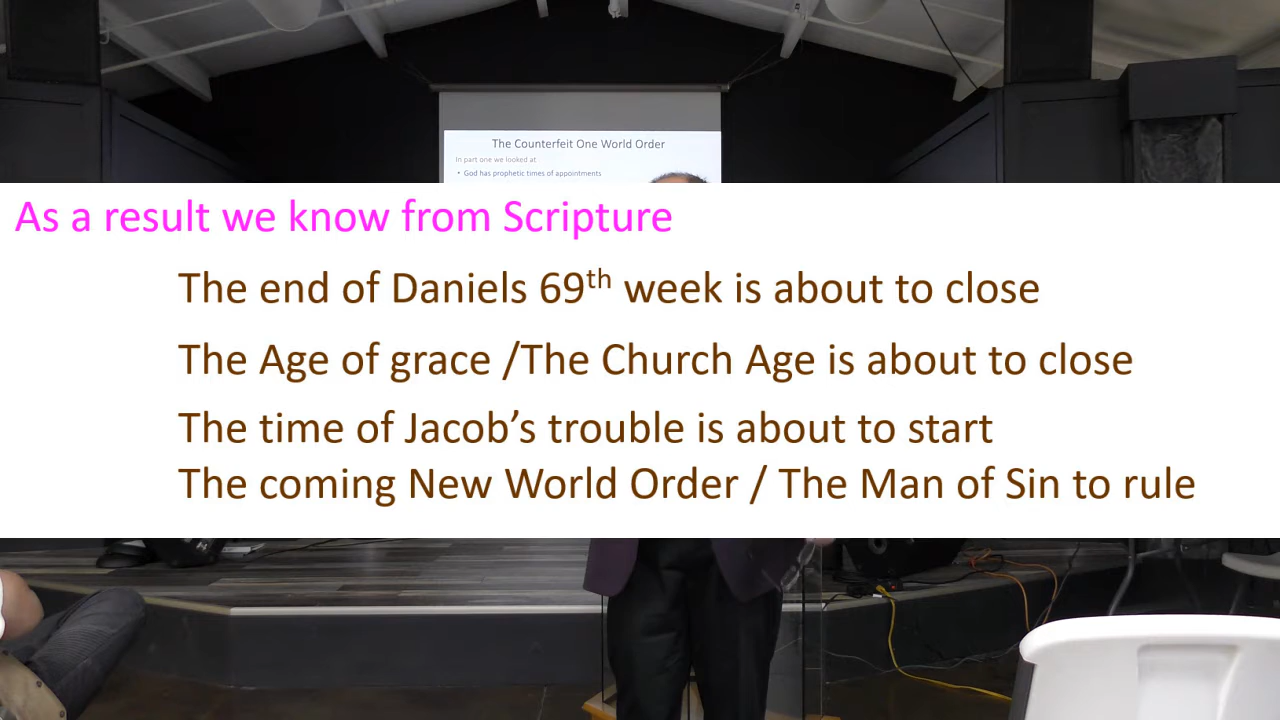 The Counterfeit One World Order
In part one we looked at
• God has prophetic times of appointments
As a result we know from Scripture
The end of Daniels 69th week is about to close
The Age of grace /The Church Age is about to close
The time of Jacob’s trouble is about to start
The coming New World Order / The Man of Sin to rule